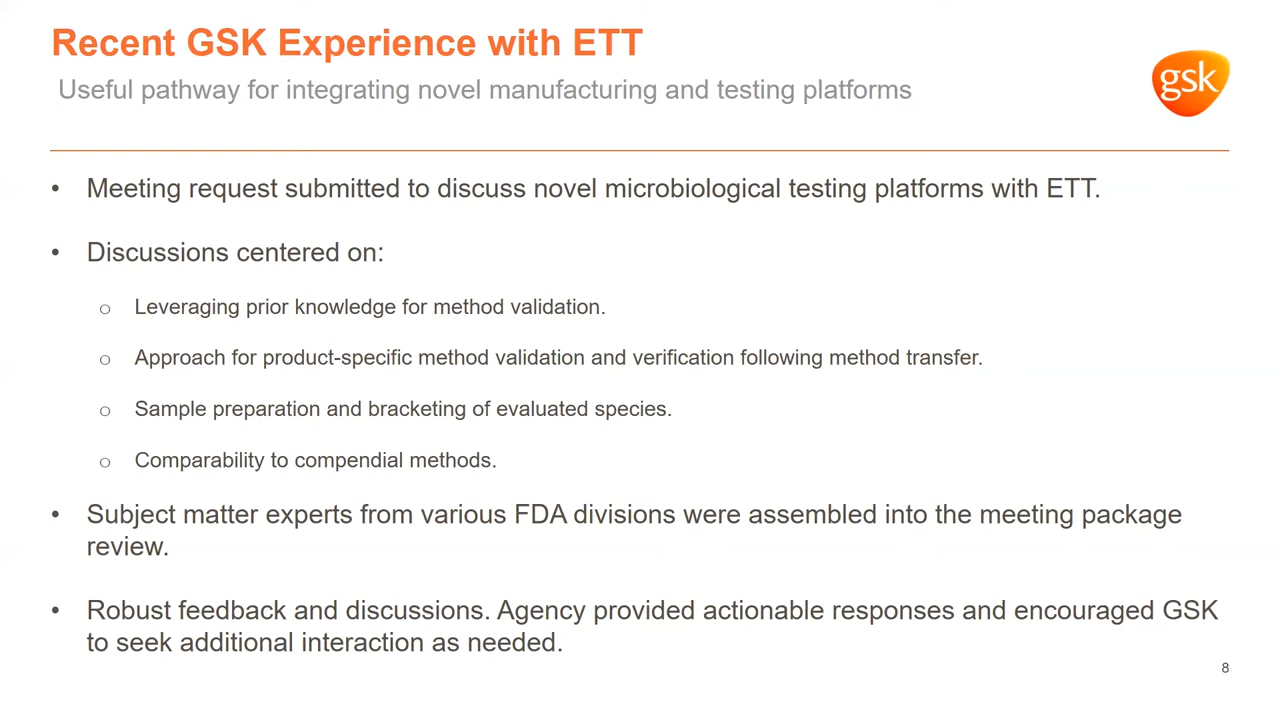 Recent GSK Experience with ETT
Useful pathway for integrating novel manufacturing and testing platforms
gsk
• Meeting request submitted to discuss novel microbiological testing platforms with ETT.
• Discussions centered on:
o Leveraging prior knowledge for method validation.
o Approach for product-specific method validation and verification following method transfer.
o Sample preparation and bracketing of evaluated species.
o Comparability to compendial methods.
• Subject matter experts from various FDA divisions were assembled into the meeting package
review.
• Robust feedback and discussions. Agency provided actionable responses and encouraged GSK
to seek additional interaction as needed.
8